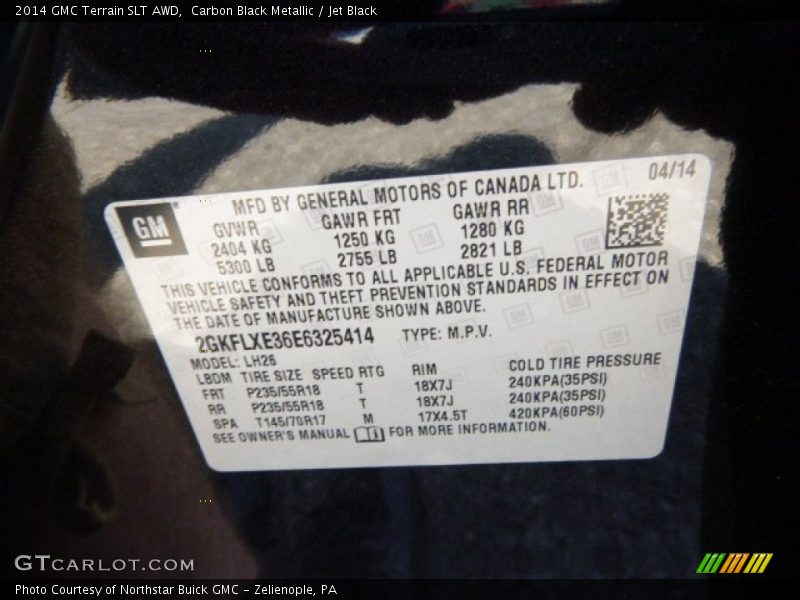 2014 GMC Terrain SLT AWD, Carbon Black Metallic / Jet Black
MFD BY GENERAL MOTORS OF CANADA LTD. 04/14
GM
GVWR GAWR FRT GAWR RR
2404 KG 1250 KG 1280 KG
5300 LB 2755 LB 2821 LB
THIS VEHICLE CONFORMS TO ALL APPLICABLE U.S. FEDERAL MOTOR
VEHICLE SAFETY AND THEFT PREVENTION STANDARDS IN EFFECT ON
THE DATE OF MANUFACTURE SHOWN ABOVE.
2GKFLXE36E6325414 TYPE: M.P.V.
MODEL: LH26
LBDM TIRE SIZE SPEED RTG RIM COLD TIRE PRESSURE
FRT P235/55R18 T 18X7J 240KPA(35PSI)
RR P235/55R18 T 18X7J 240KPA(35PSI)
SPA T145/70R17 M 17X4.5T 420KPA(60PSI)
SEE OWNER'S MANUAL FOR MORE INFORMATION.
GTCARLOT.COM
Photo Courtesy of Northstar Buick GMC - Zelienople, PA